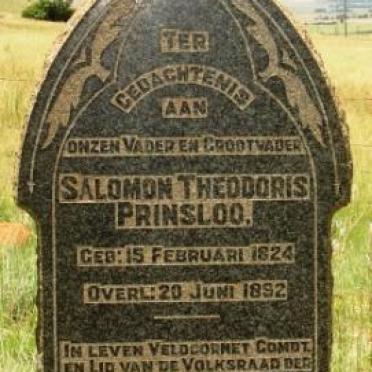 TER
GEDACHTENIS
AAN
ONZEN VADER EN GROOTVADER
SALOMON THEODORIS
PRINSLOO.
GEB: 15 FEBRUARI 1824
OVERL: 20 JUNI 1892
IN LEVEN VELDCORNET COMDT.
EN LID VAN DE VOLKSRAAD DER